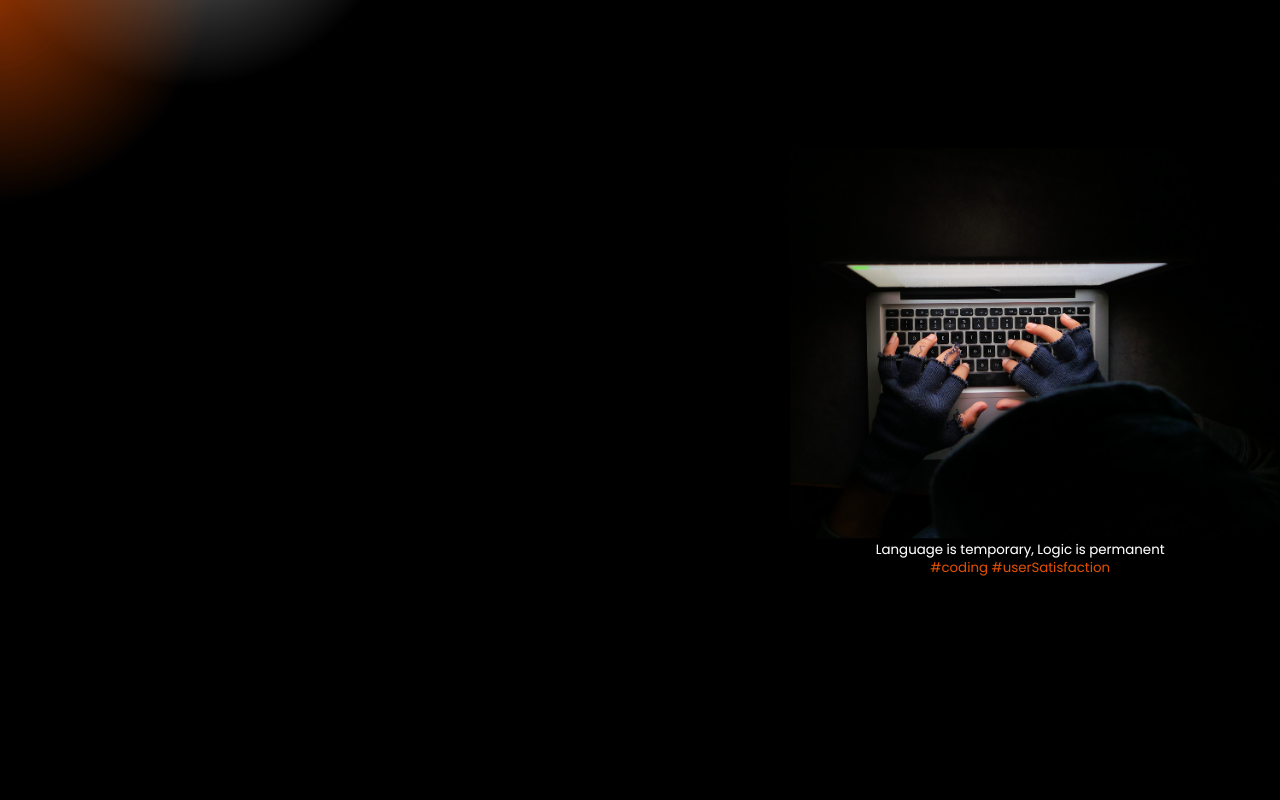 Language is temporary, Logic is permanent
#coding #userSatisfaction